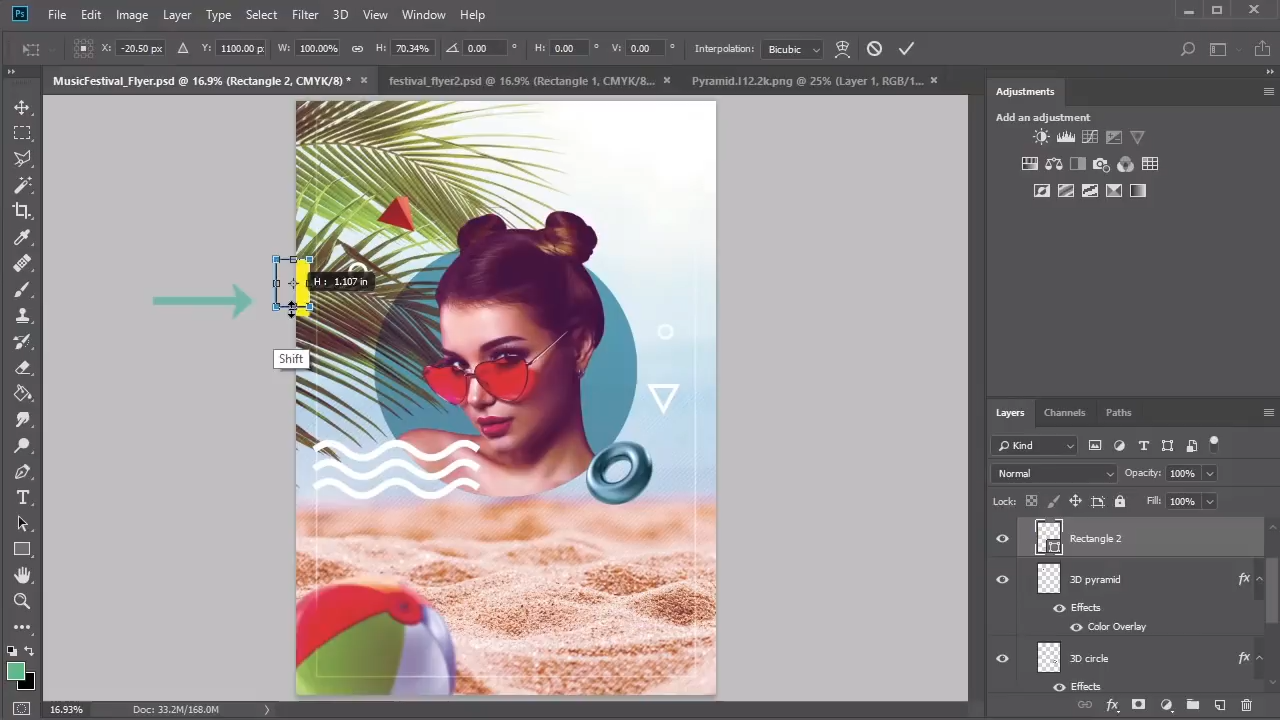 Ps File Edit Image Layer Type Select Filter 3D View Window Help
X: -20.50 px Y: 1100.00 p: W: 100.00% H: 70.34% 0.00 ° H: 0.00 ° V: 0.00 ° Interpolation: Bicubic
MusicFestival_Flyer.psd @ 16.9% (Rectangle 2, CMYK/8) * festival_flyer2.psd @ 16.9% (Rectangle 1, CMYK/8... Pyramid.I12.2k.png @ 25% (Layer 1, RGB/1...
Adjustments
Add an adjustment
H : 1.107 in
Shift
Layers Channels Paths
Kind
Normal Opacity: 100%
Lock: Fill: 100%
Rectangle 2
3D pyramid fx
Effects
Color Overlay
3D circle fx
Effects
16.93% Doc: 33.2M/168.0M
fx